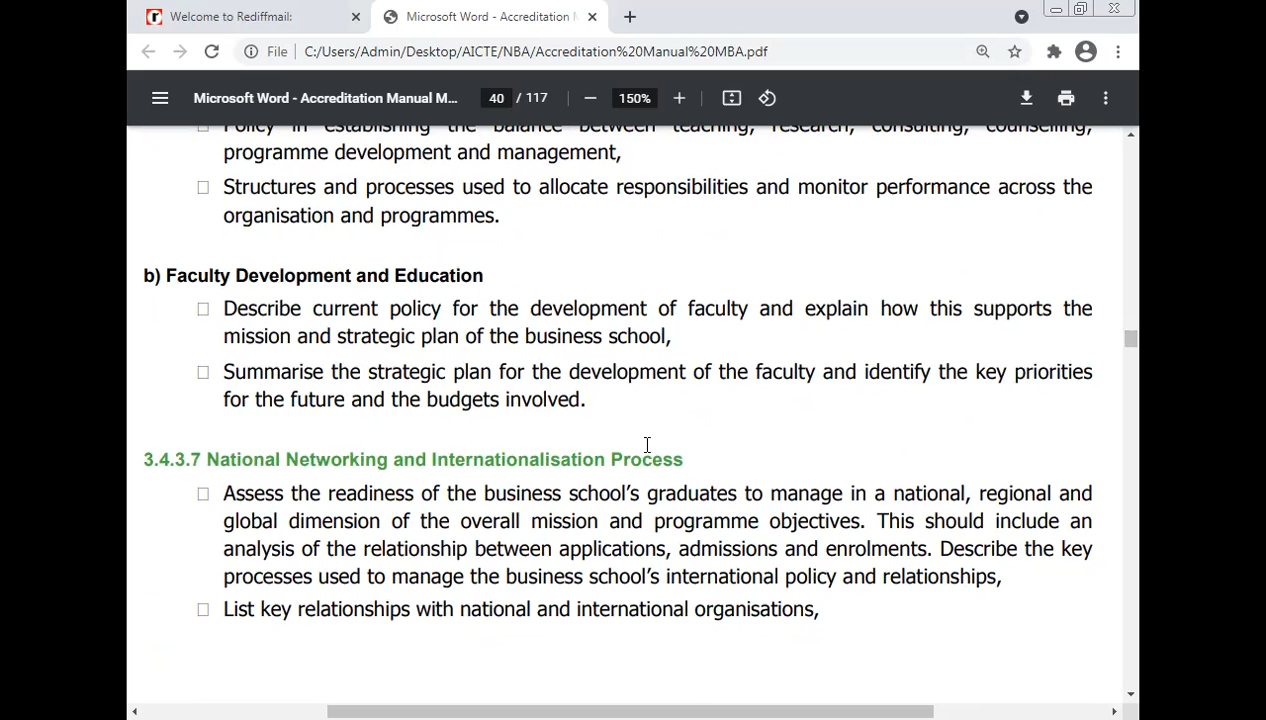 Welcome to Rediffmail:
Microsoft Word - Accreditation M
File C:/Users/Admin/Desktop/AICTE/NBA/Accreditation%20Manual%20MBA.pdf
Microsoft Word - Accreditation Manual M... 40 / 117 150%
Policy in establishing the balance between teaching, research, consulting, counselling,
programme development and management,
Structures and processes used to allocate responsibilities and monitor performance across the
organisation and programmes.
b) Faculty Development and Education
Describe current policy for the development of faculty and explain how this supports the
mission and strategic plan of the business school,
Summarise the strategic plan for the development of the faculty and identify the key priorities
for the future and the budgets involved.
3.4.3.7 National Networking and Internationalisation Process
Assess the readiness of the business school's graduates to manage in a national, regional and
global dimension of the overall mission and programme objectives. This should include an
analysis of the relationship between applications, admissions and enrolments. Describe the key
processes used to manage the business school's international policy and relationships,
List key relationships with national and international organisations,